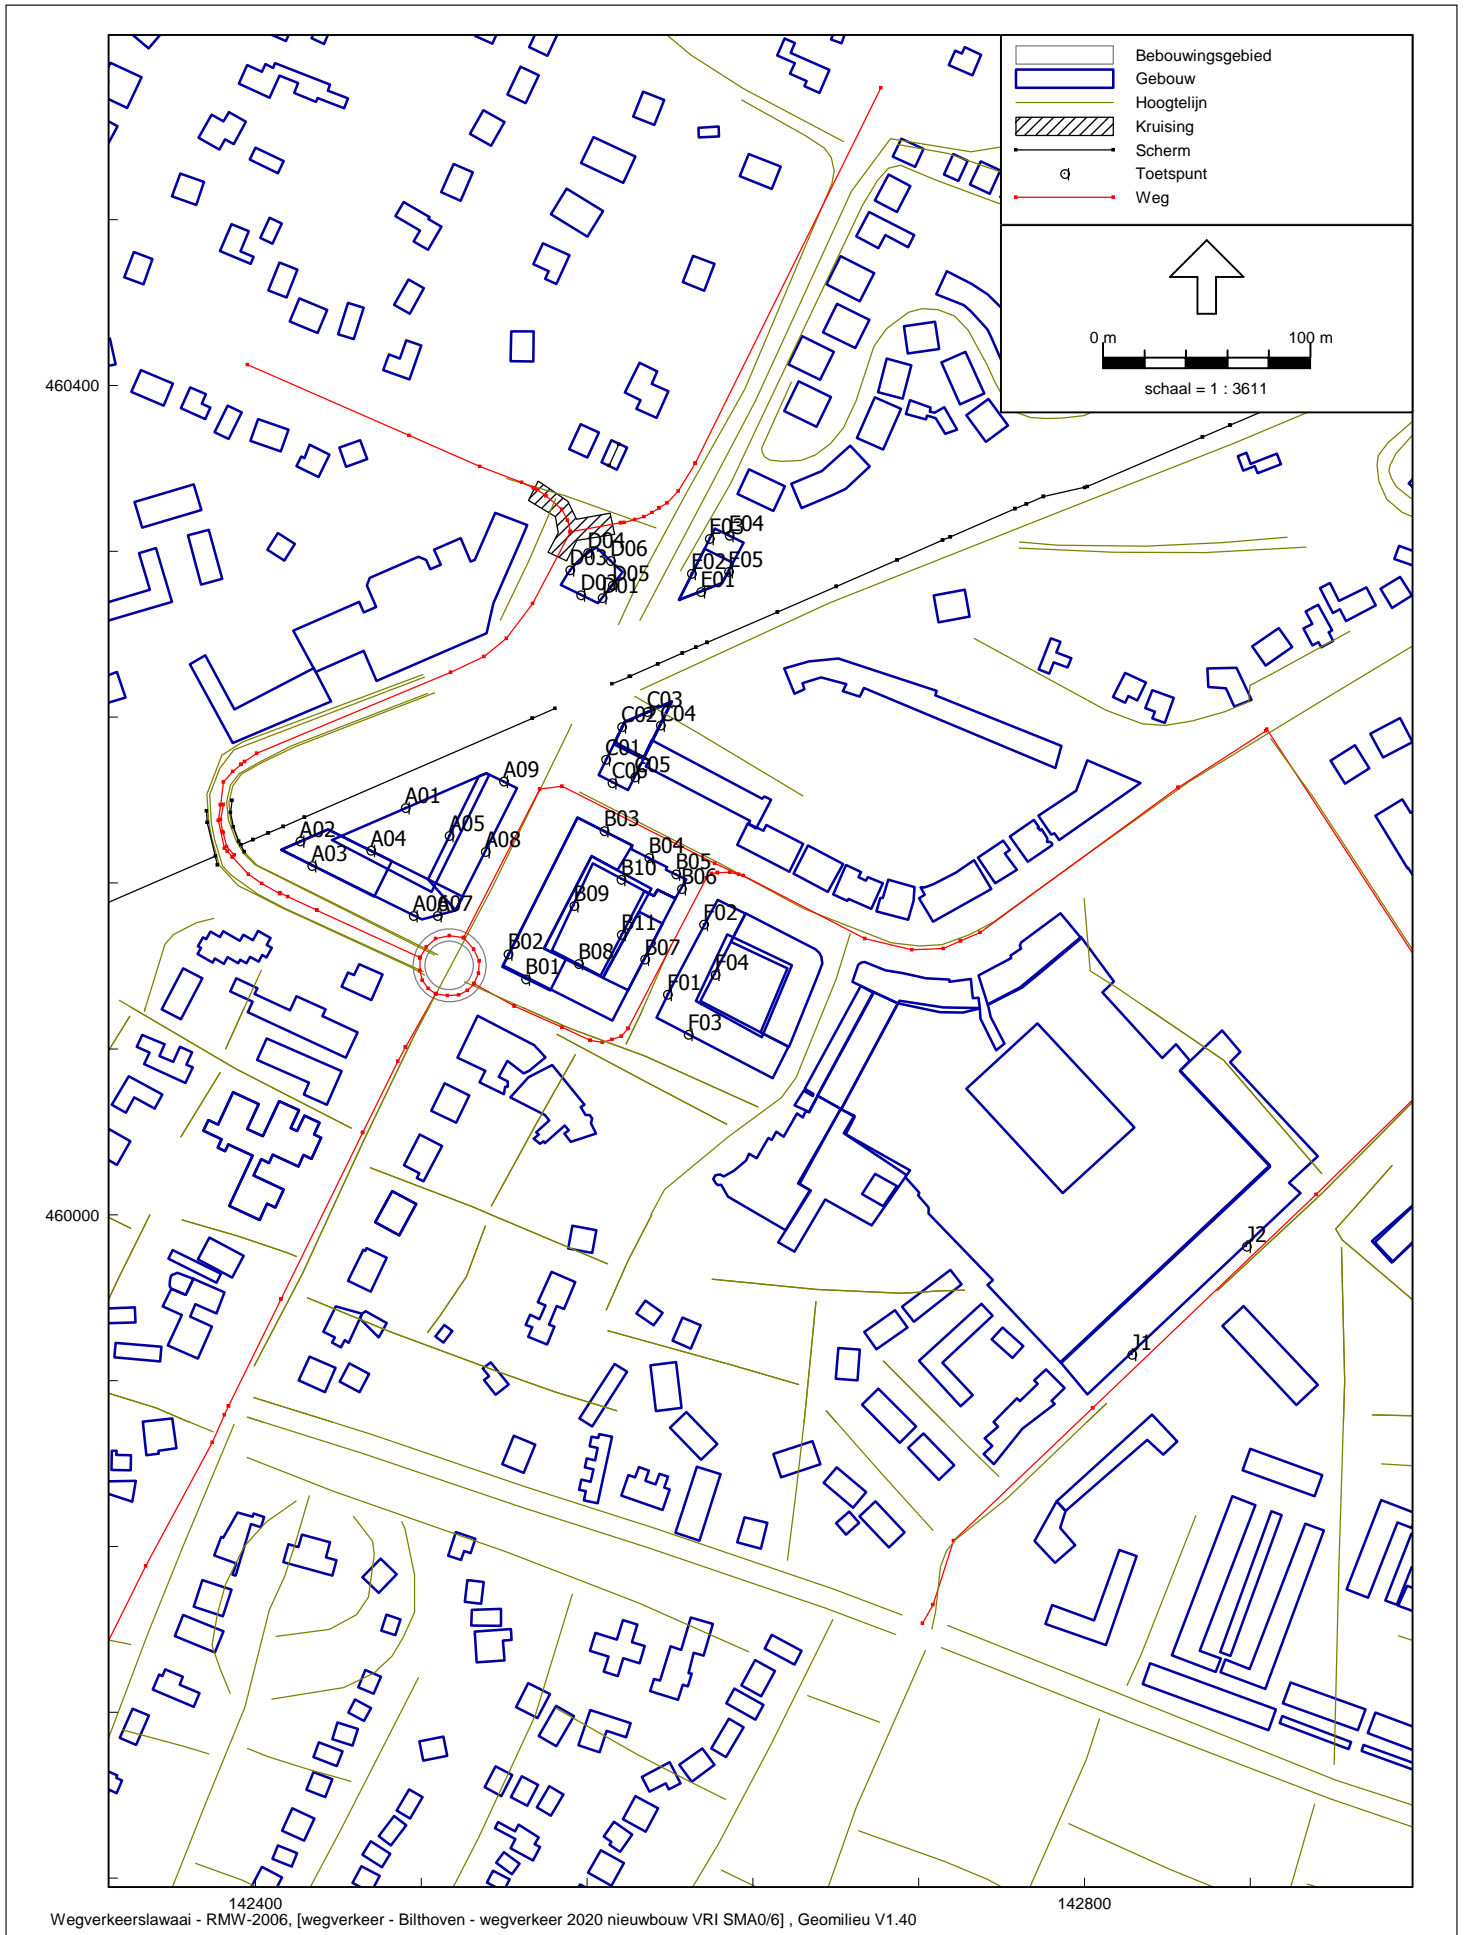 Bebouwingsgebied
Gebouw
Hoogtelijn
Kruising
Scherm
Toetspunt
Weg
0 m 100 m
schaal = 1 : 3611
460400
E03 E04
D04 D06
D03
E02 E05
D05
D02 D01 E01
C03
C02 C04
C01 C05
C06
A09
A01
B03
A02 A04 A05 A08
A03
B04
B05
B10 B06
B09
A06 A07
F02
B11
B02 B07
B01 B08
F04
F01
F03
460000
J2
J1
142400 142800
Wegverkeerslawaai - RMW-2006, [wegverkeer - Bilthoven - wegverkeer 2020 nieuwbouw VRI SMA0/6] , Geomilieu V1.40